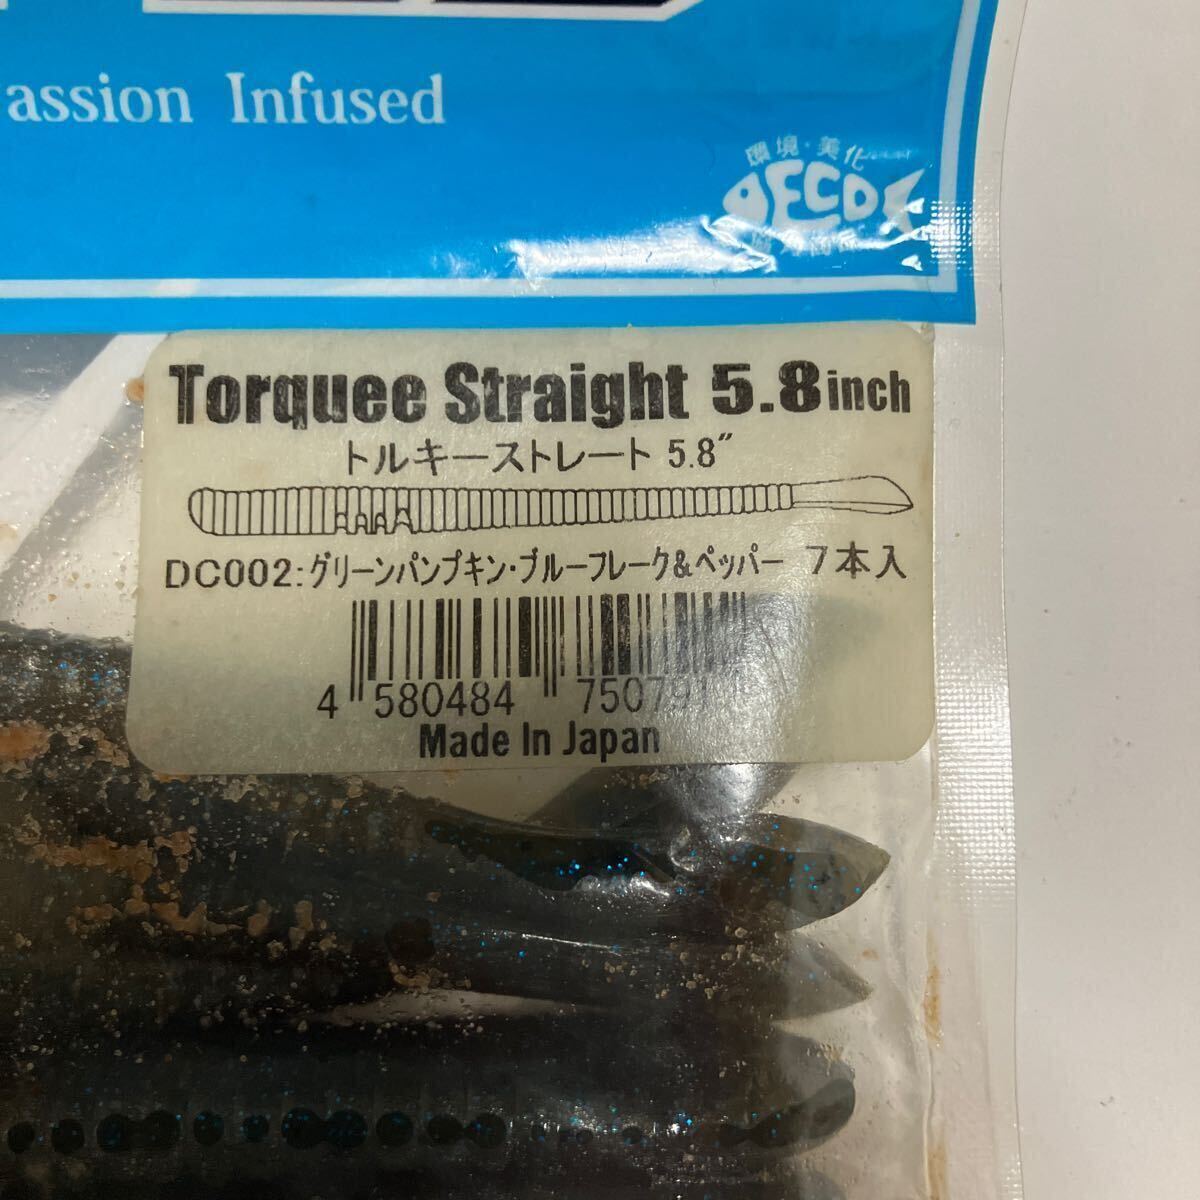 Infused
環境・美化
ECO
Torquee Straight 5.8inch
トルキーストレート 5.8"
DC002:グリーンパンプキン・ブルーフレーク&ペッパー 7本入
4 580484
Made In Japan